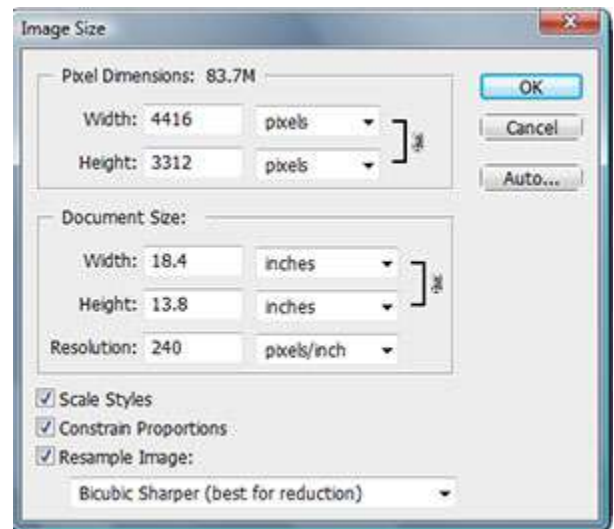 Image Size
Pixel Dimensions: 83.7M
OK
Width: 4416 pixels
Cancel
Height: 3312 pixels
Auto...
Document Size:
Width: 18.4 inches
Height: 13.8 inches
Resolution: 240 pixels/inch
Scale Styles
Constrain Proportions
Resample Image:
Bicubic Sharper (best for reduction)